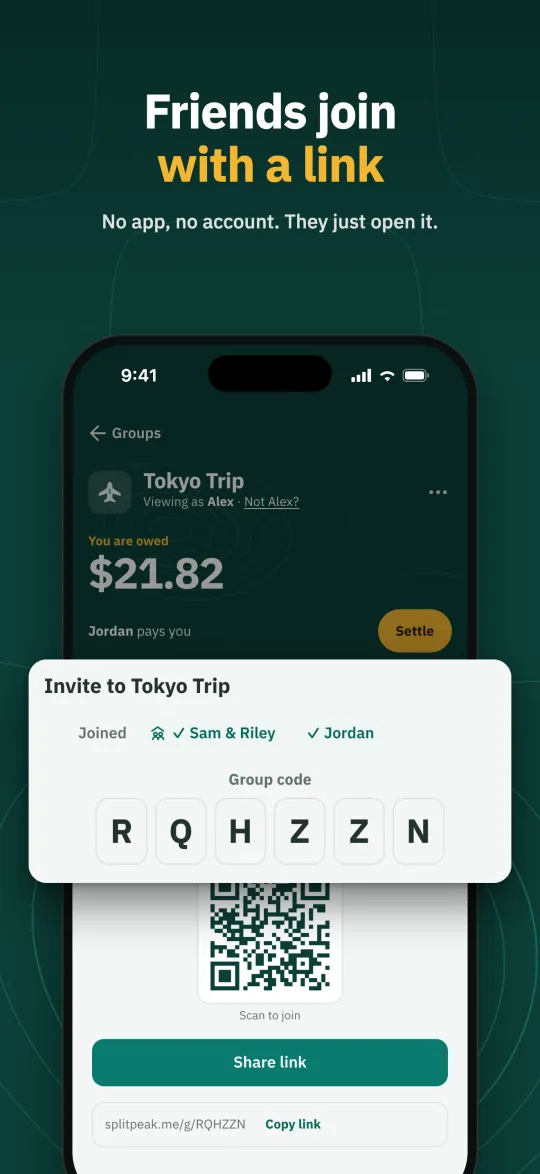 Friends join
with a link
No app, no account. They just open it.
9:41
Groups
Tokyo Trip
Viewing as Alex · Not Alex?
You are owed
$21.82
Jordan pays you
Settle
Invite to Tokyo Trip
Joined ✓ Sam & Riley ✓ Jordan
Group code
R Q H Z Z N
Scan to join
Share link
splitpeak.me/g/RQHZZN Copy link